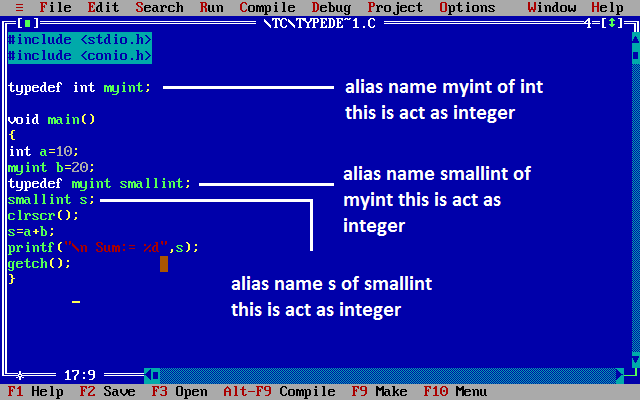 ≡ File Edit Search Run Compile Debug Project Options Window Help
[■] \TC\TYPEDE~1.C 4=[↕]
#include <stdio.h>
#include <conio.h>
typedef int myint;
alias name myint of int
this is act as integer
void main()
{
int a=10;
myint b=20;
typedef myint smallint;
alias name smallint of
myint this is act as
integer
smallint s;
clrscr();
s=a+b;
printf("\n Sum:= %d",s);
getch();
}
alias name s of smallint
this is act as integer
17:9
F1 Help F2 Save F3 Open Alt-F9 Compile F9 Make F10 Menu